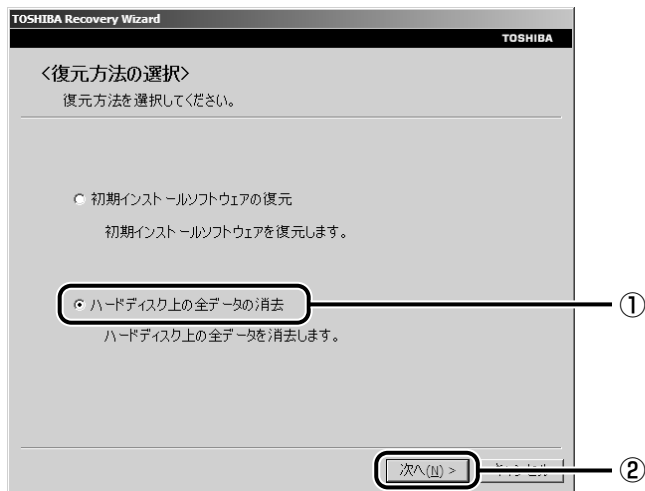 TOSHIBA Recovery Wizard
TOSHIBA
<復元方法の選択>
復元方法を選択してください。
初期インストールソフトウェアの復元
初期インストールソフトウェアを復元します。
ハードディスク上の全データの消去
①
ハードディスク上の全データを消去します。
次へ(N) >
②